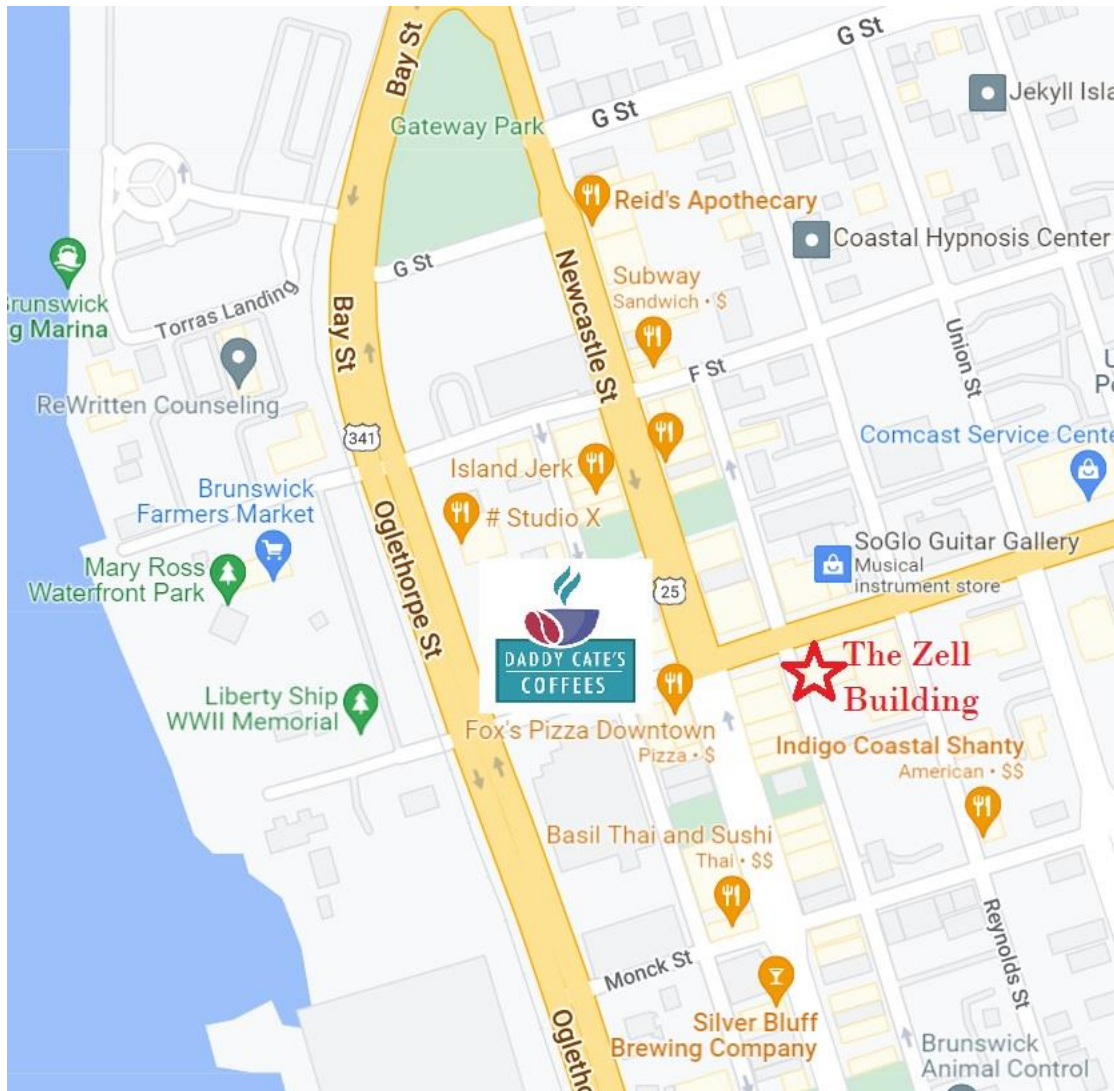 Bay St
G St
Jekyll Isla
Gateway Park
G St
Reid's Apothecary
Coastal Hypnosis Center
G St
Newcastle St
Subway
Sandwich • $
Brunswick
g Marina
Torras Landing
Bay St
Union St
F St
U
Po
ReWritten Counseling
341
Comcast Service Cente
Island Jerk
Brunswick
Farmers Market
# Studio X
Oglethorpe St
SoGlo Guitar Gallery
Musical
instrument store
Mary Ross
Waterfront Park
25
DADDY CATE'S
COFFEES
The Zell
Building
Liberty Ship
WWII Memorial
Fox's Pizza Downtown
Pizza • $
Indigo Coastal Shanty
American • $$
Basil Thai and Sushi
Thai • $$
Reynolds St
Monck St
Silver Bluff
Brewing Company
Ogletho
Brunswick
Animal Control